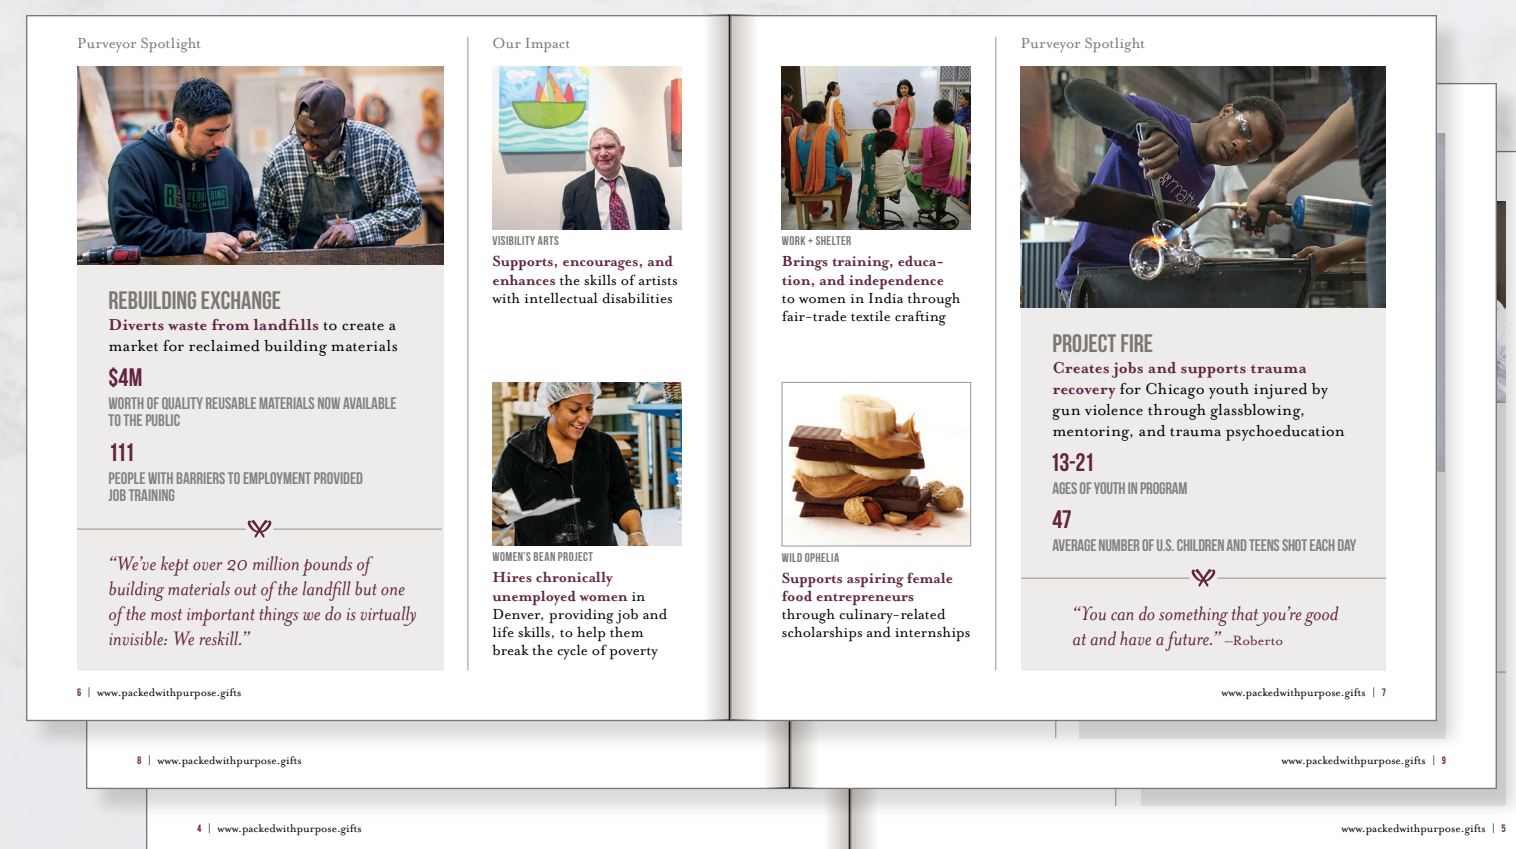 Purveyor Spotlight
REBUILDING EXCHANGE
Diverts waste from landfills to create a
market for reclaimed building materials
$4M
WORTH OF QUALITY REUSABLE MATERIALS NOW AVAILABLE
TO THE PUBLIC
111
PEOPLE WITH BARRIERS TO EMPLOYMENT PROVIDED
JOB TRAINING
“We’ve kept over 20 million pounds of
building materials out of the landfill but one
of the most important things we do is virtually
invisible: We reskill.”
6 | www.packedwithpurpose.gifts
Our Impact
VISIBILITY ARTS
Supports, encourages, and
enhances the skills of artists
with intellectual disabilities
WOMEN’S BEAN PROJECT
Hires chronically
unemployed women in
Denver, providing job and
life skills, to help them
break the cycle of poverty
WORK + SHELTER
Brings training, educa-
tion, and independence
to women in India through
fair-trade textile crafting
WILD OPHELIA
Supports aspiring female
food entrepreneurs
through culinary-related
scholarships and internships
Purveyor Spotlight
PROJECT FIRE
Creates jobs and supports trauma
recovery for Chicago youth injured by
gun violence through glassblowing,
mentoring, and trauma psychoeducation
13-21
AGES OF YOUTH IN PROGRAM
47
AVERAGE NUMBER OF U.S. CHILDREN AND TEENS SHOT EACH DAY
“You can do something that you’re good
at and have a future.” –Roberto
www.packedwithpurpose.gifts | 7
8 | www.packedwithpurpose.gifts
www.packedwithpurpose.gifts | 9
4 | www.packedwithpurpose.gifts
www.packedwithpurpose.gifts | 5